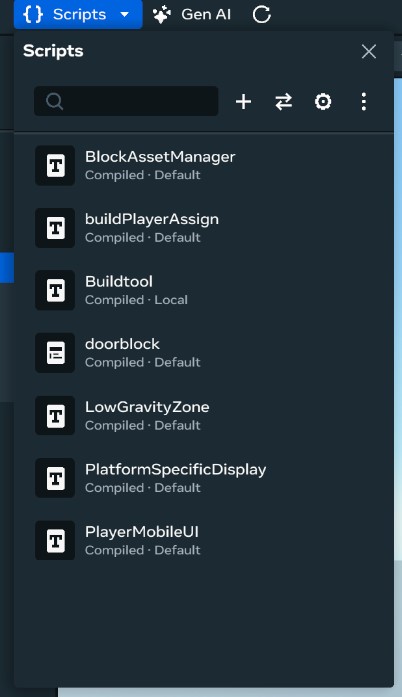 Scripts
Gen AI
Scripts
BlockAssetManager
Compiled · Default
buildPlayerAssign
Compiled · Default
Buildtool
Compiled · Local
doorblock
Compiled · Default
LowGravityZone
Compiled · Default
PlatformSpecificDisplay
Compiled · Default
PlayerMobileUI
Compiled · Default